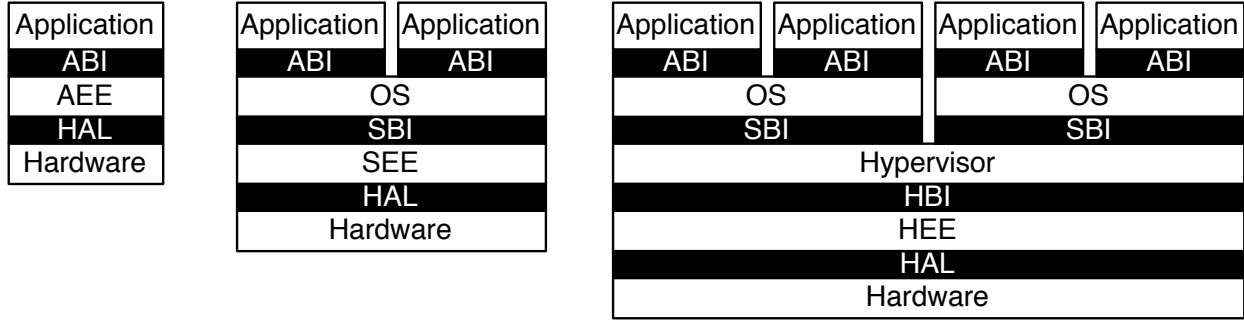 Application
ABI
AEE
HAL
Hardware
Application Application
ABI ABI
OS
SBI
SEE
HAL
Hardware
Application Application Application Application
ABI ABI ABI ABI
OS OS
SBI SBI
Hypervisor
HBI
HEE
HAL
Hardware